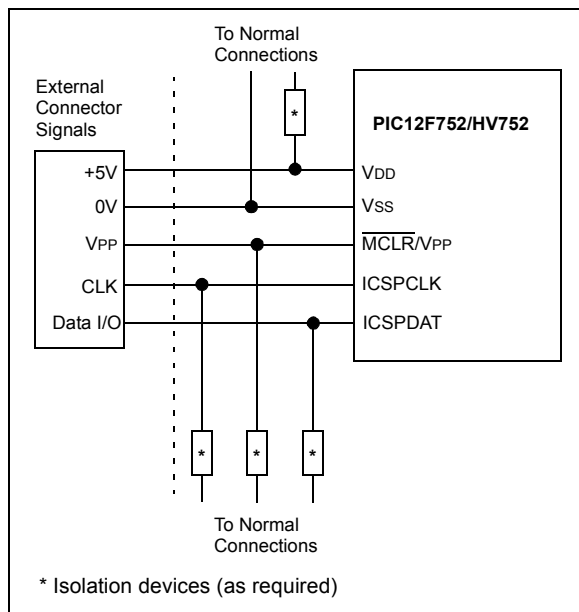 To Normal
Connections
External
Connector
Signals
*
PIC12F752/HV752
+5V
VDD
0V
VSS
VPP
MCLR/VPP
CLK
ICSPCLK
Data I/O
ICSPDAT
* * *
To Normal
Connections
* Isolation devices (as required)